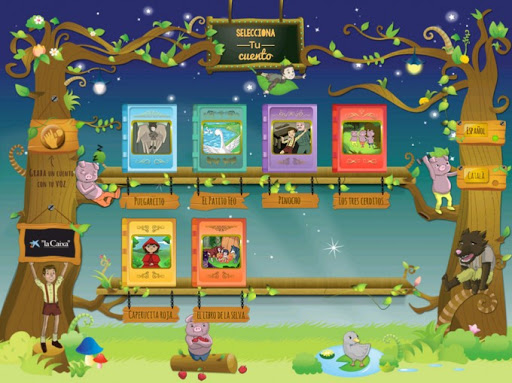 SELECCIONA
Tu
cuento
ESPAÑOL
GRABA UN CUENTO
CON TU VOZ
CATALÀ
PULGARCITO
EL PATITO FEO
PINOCHO
LOS TRES CERDITOS
"la Caixa"
CAPERUCITA ROJA
EL LIBRO DE LA SELVA